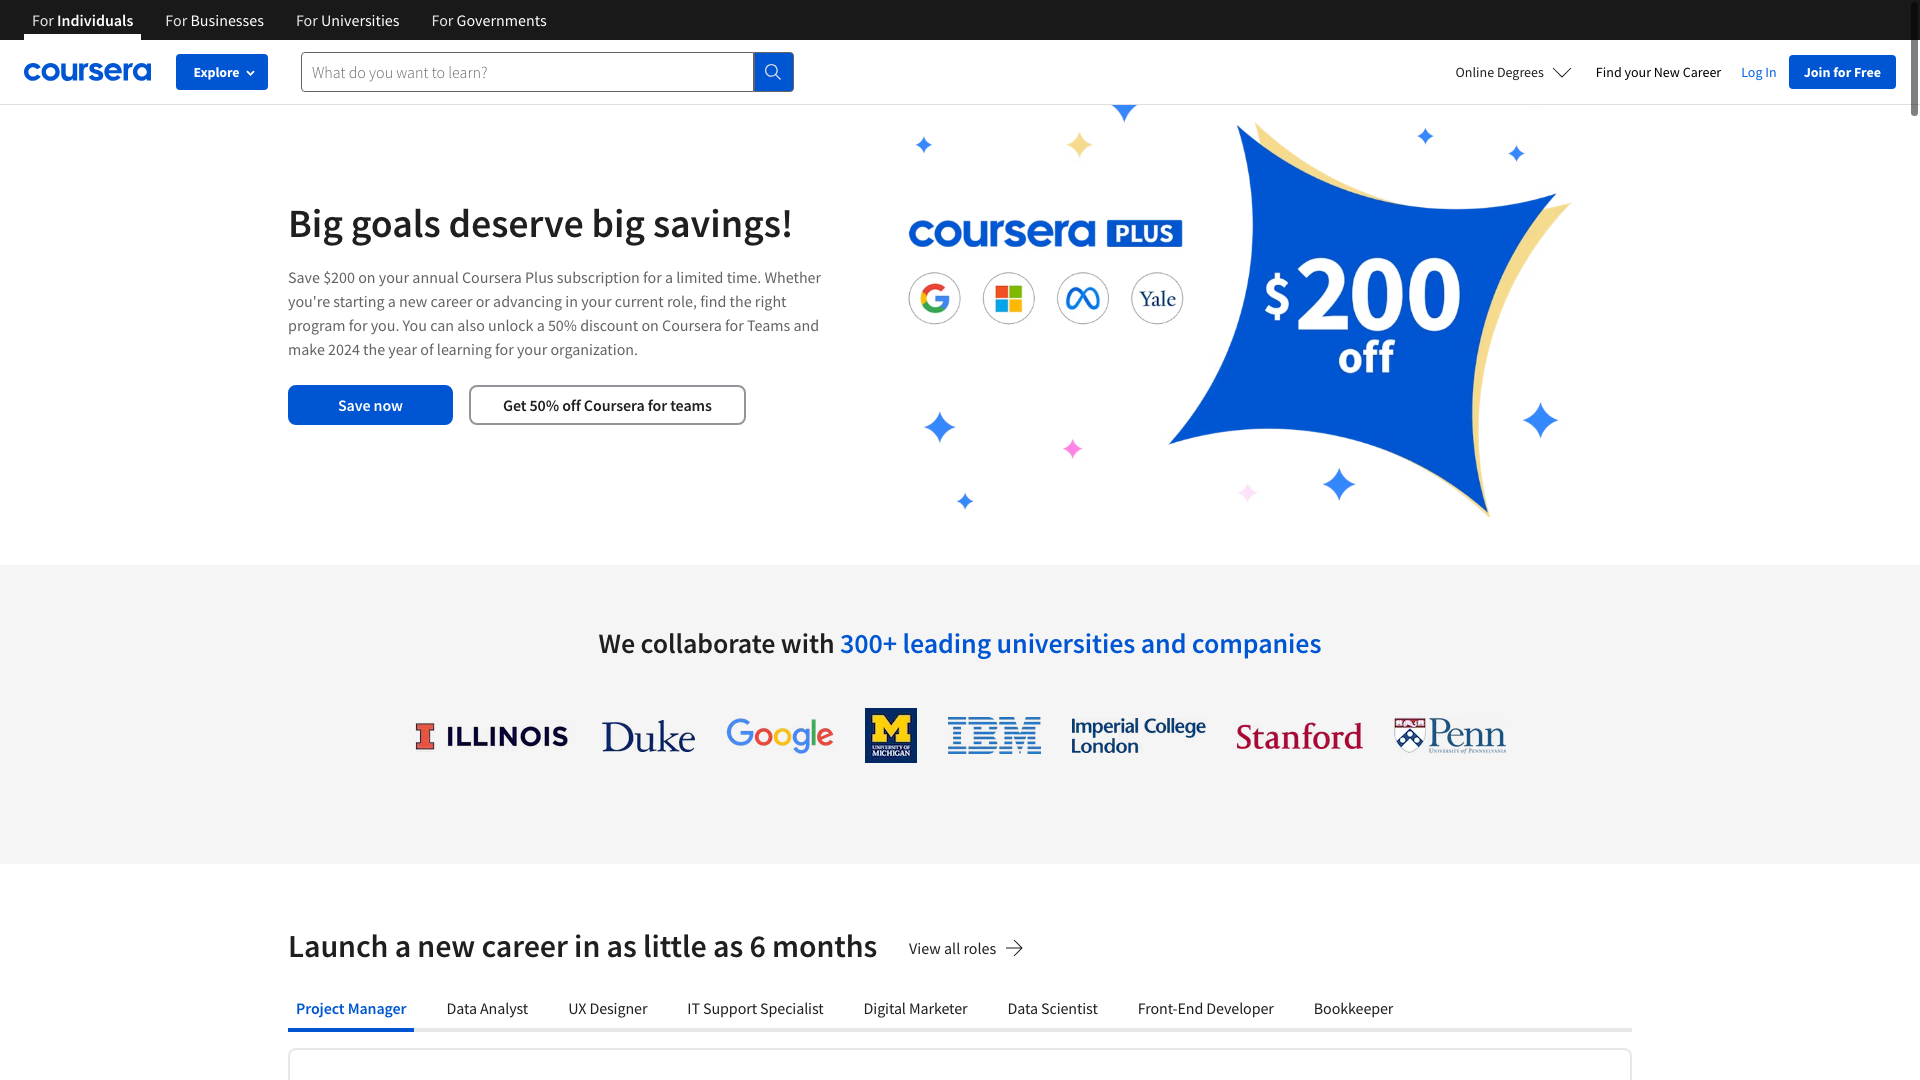 For Individuals
For Businesses
For Universities
For Governments
coursera
Explore
What do you want to learn?
Online Degrees
Find your New Career
Log In
Join for Free
Big goals deserve big savings!
Save $200 on your annual Coursera Plus subscription for a limited time. Whether
you're starting a new career or advancing in your current role, find the right
program for you. You can also unlock a 50% discount on Coursera for Teams and
make 2024 the year of learning for your organization.
Save now
Get 50% off Coursera for teams
coursera PLUS
G
Yale
$200
off
We collaborate with 300+ leading universities and companies
I ILLINOIS
Duke
Google
M
UNIVERSITY OF
MICHIGAN
IBM
Imperial College
London
Stanford
Penn
UNIVERSITY OF PENNSYLVANIA
Launch a new career in as little as 6 months
View all roles
Project Manager
Data Analyst
UX Designer
IT Support Specialist
Digital Marketer
Data Scientist
Front-End Developer
Bookkeeper